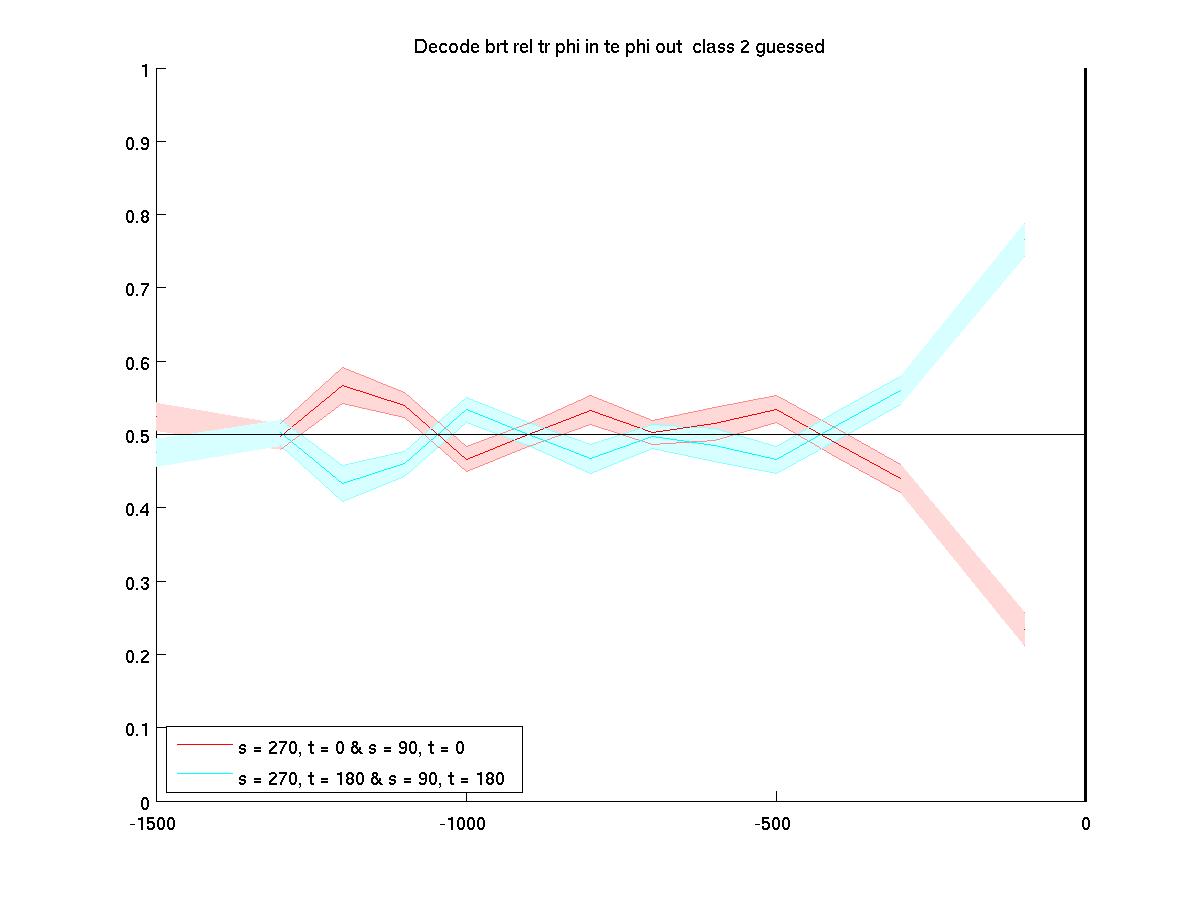 Decode brt rel tr phi in te phi out  class 2 guessed
1
0.9
0.8
0.7
0.6
0.5
0.4
0.3
0.2
0.1
0
s = 270, t = 0 & s = 90, t = 0
s = 270, t = 180 & s = 90, t = 180
-1500 -1000 -500 0